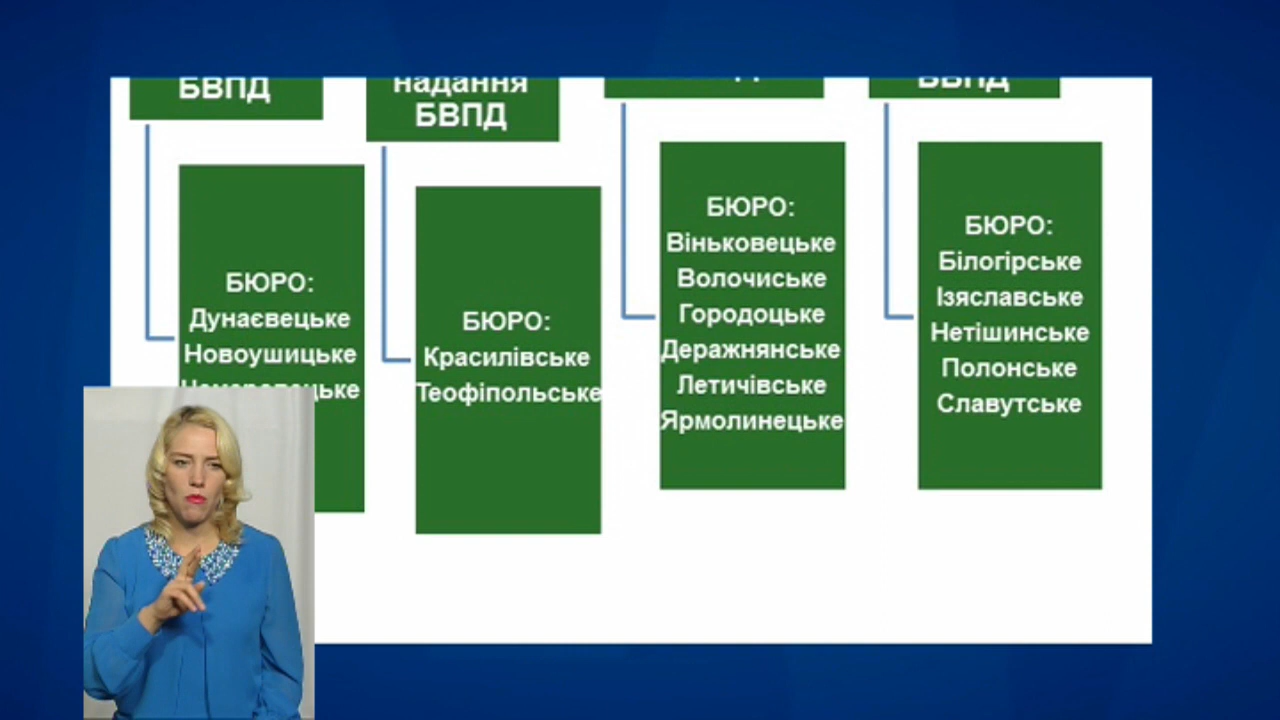 БВПД
надання
БВПД
БВПД
БЮРО:
Дунаєвецьке
Новоушицьке
БЮРО:
Красилівське
Теофіпольське
БЮРО:
Віньковецьке
Волочиське
Городоцьке
Деражнянське
Летичівське
Ярмолинецьке
БЮРО:
Білогірське
Ізяславське
Нетішинське
Полонське
Славутське